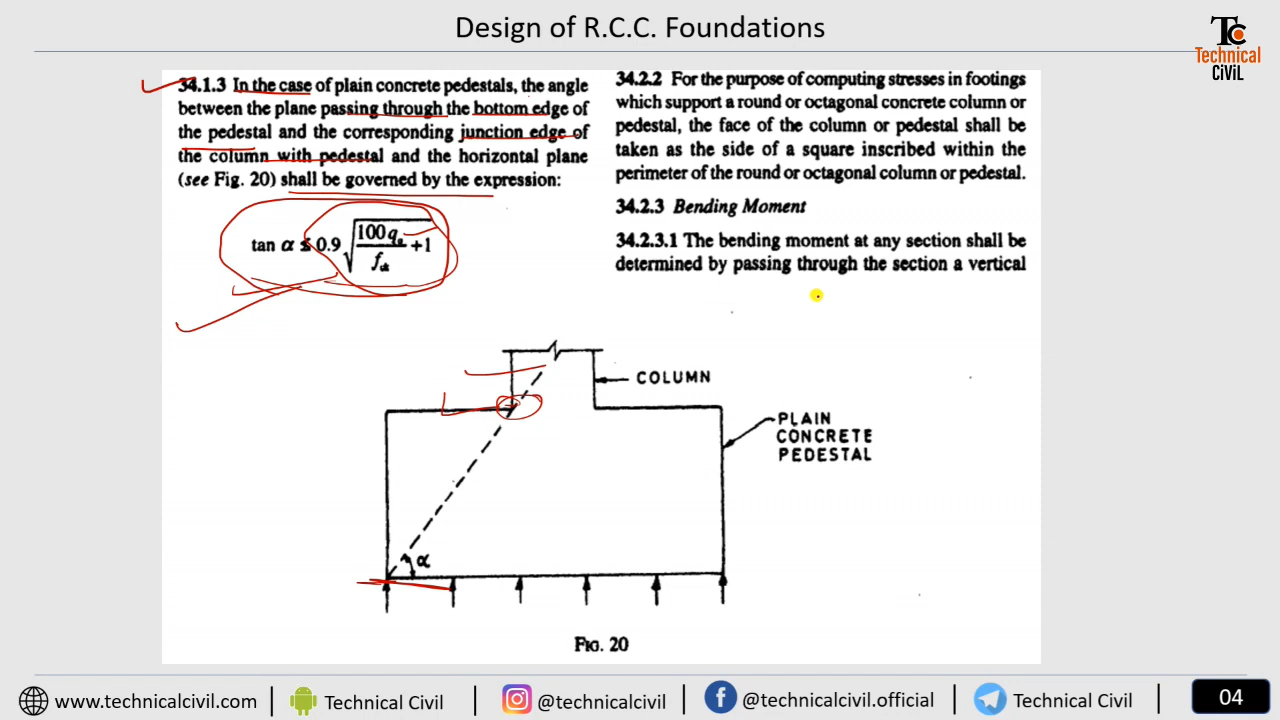 Design of R.C.C. Foundations
Technical
CiViL
34.1.3 In the case of plain concrete pedestals, the angle
between the plane passing through the bottom edge of
the pedestal and the corresponding junction edge of
the column with pedestal and the horizontal plane
(see Fig. 20) shall be governed by the expression:
tan α ≤ 0.9 √(100 qₐ / f_ck + 1)
34.2.2 For the purpose of computing stresses in footings
which support a round or octagonal concrete column or
pedestal, the face of the column or pedestal shall be
taken as the side of a square inscribed within the
perimeter of the round or octagonal column or pedestal.
34.2.3 Bending Moment
34.2.3.1 The bending moment at any section shall be
determined by passing through the section a vertical
COLUMN
PLAIN
CONCRETE
PEDESTAL
α
FIG. 20
www.technicalcivil.com | Technical Civil | @technicalcivil | @technicalcivil.official | Technical Civil | 04